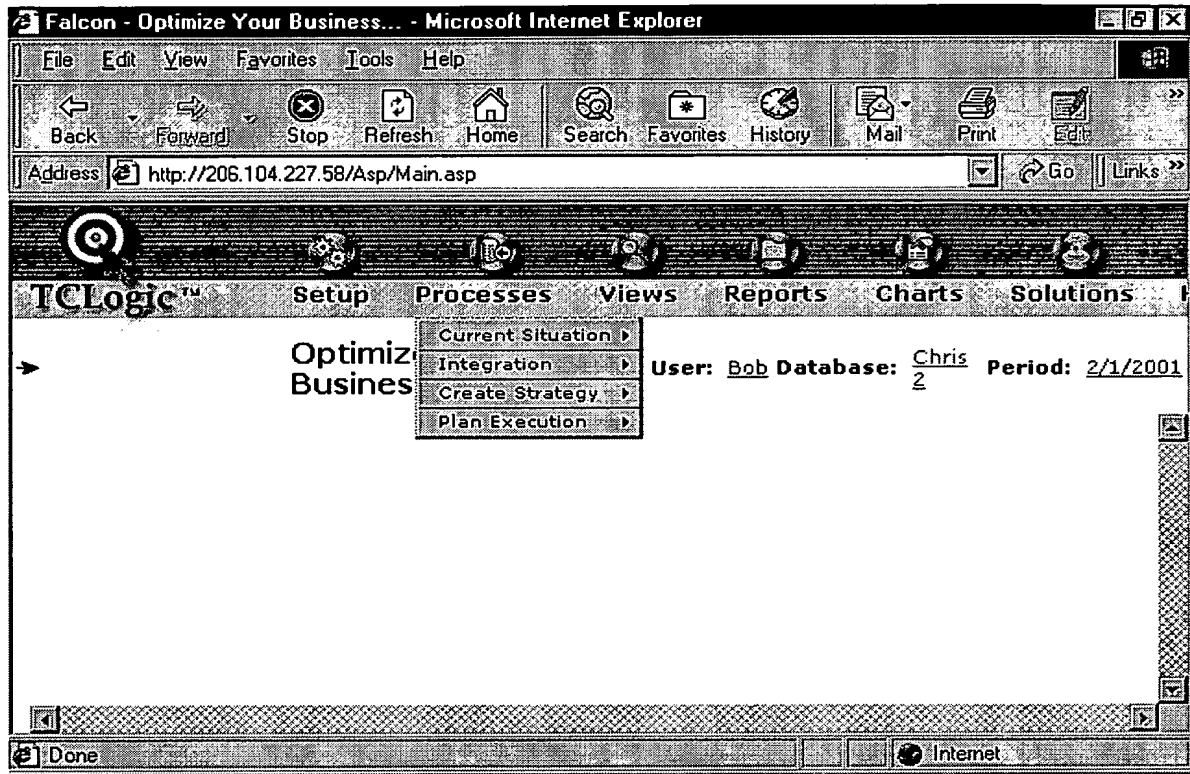 Falcon - Optimize Your Business... - Microsoft Internet Explorer
File Edit View Favorites Tools Help
Back Forward Stop Refresh Home Search Favorites History Mail Print Edit »
Address http://206.104.227.58/Asp/Main.asp Go Links »
TCLogic™ Setup Processes Views Reports Charts Solutions
Current Situation
Integration
Create Strategy
Plan Execution
Optimiz
Busines
User: Bob Database: Chris 2 Period: 2/1/2001
Done Internet